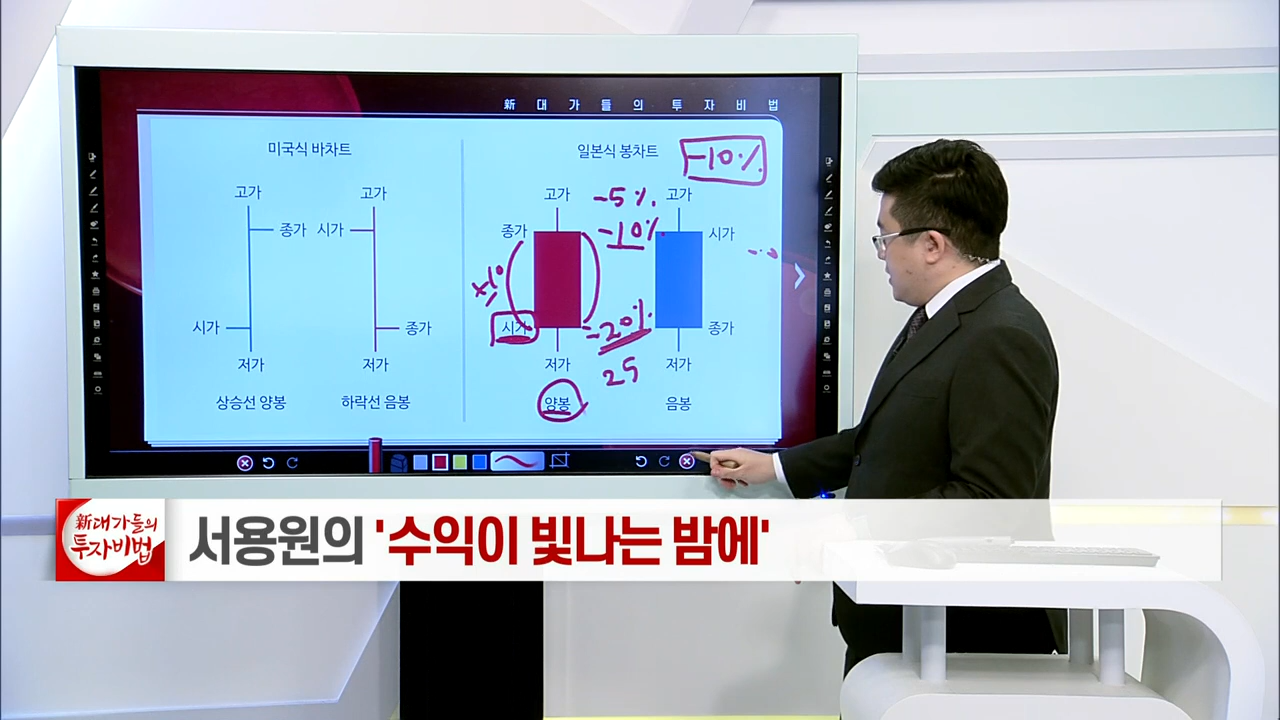 新 대 가 들 의 투 자 비 법
미국식 바차트
일본식 봉차트
-10%
고가 고가 고가 -5%. 고가
종가 시가 종가 -10%. 시가
+10
시가 종가 시가 -20%. 종가
저가 저가 저가 25 저가
상승선 양봉 하락선 음봉 양봉 음봉
新대가들의
투자비법
서용원의 '수익이 빛나는 밤에'